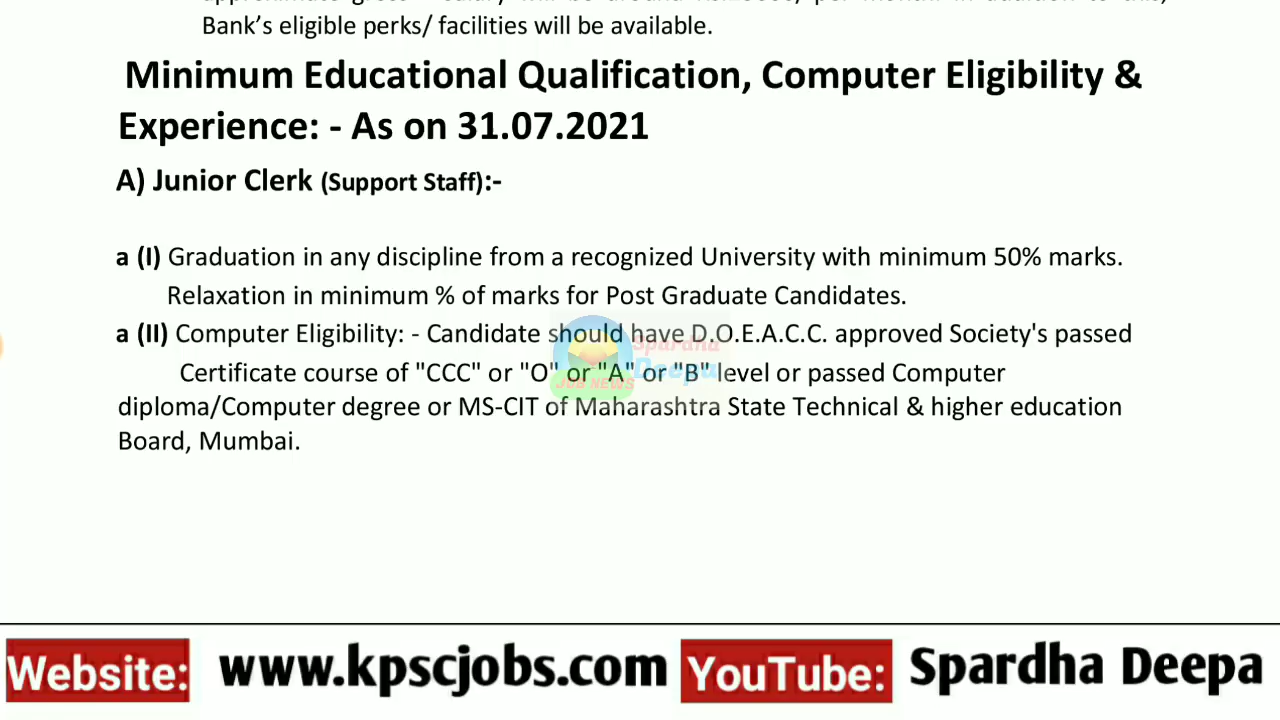 Bank’s eligible perks/ facilities will be available.
Minimum Educational Qualification, Computer Eligibility &
Experience: - As on 31.07.2021
A) Junior Clerk (Support Staff):-
a (I) Graduation in any discipline from a recognized University with minimum 50% marks.
Relaxation in minimum % of marks for Post Graduate Candidates.
a (II) Computer Eligibility: - Candidate should have D.O.E.A.C.C. approved Society's passed
Certificate course of "CCC" or "O" or "A" or "B" level or passed Computer
diploma/Computer degree or MS-CIT of Maharashtra State Technical & higher education
Board, Mumbai.
Spardha
Deepa
JOB NEWS
Website: www.kpscjobs.com YouTube: Spardha Deepa